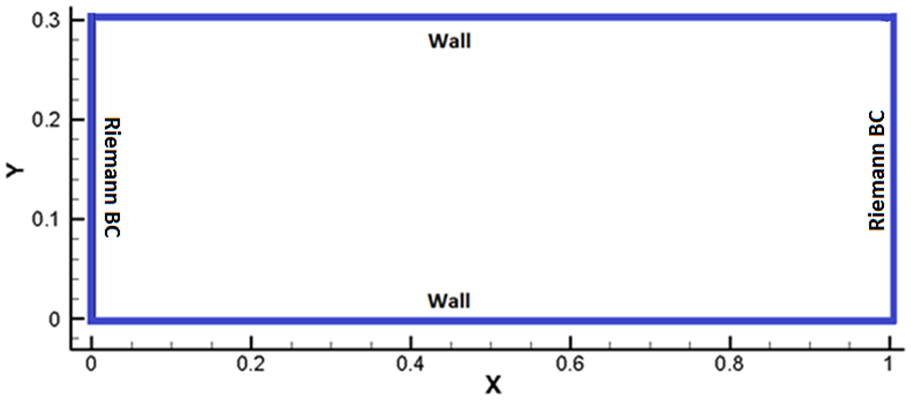 0.3
Wall
0.2
Riemann BC
Riemann BC
Y
0.1
Wall
0
0 0.2 0.4 0.6 0.8 1
X